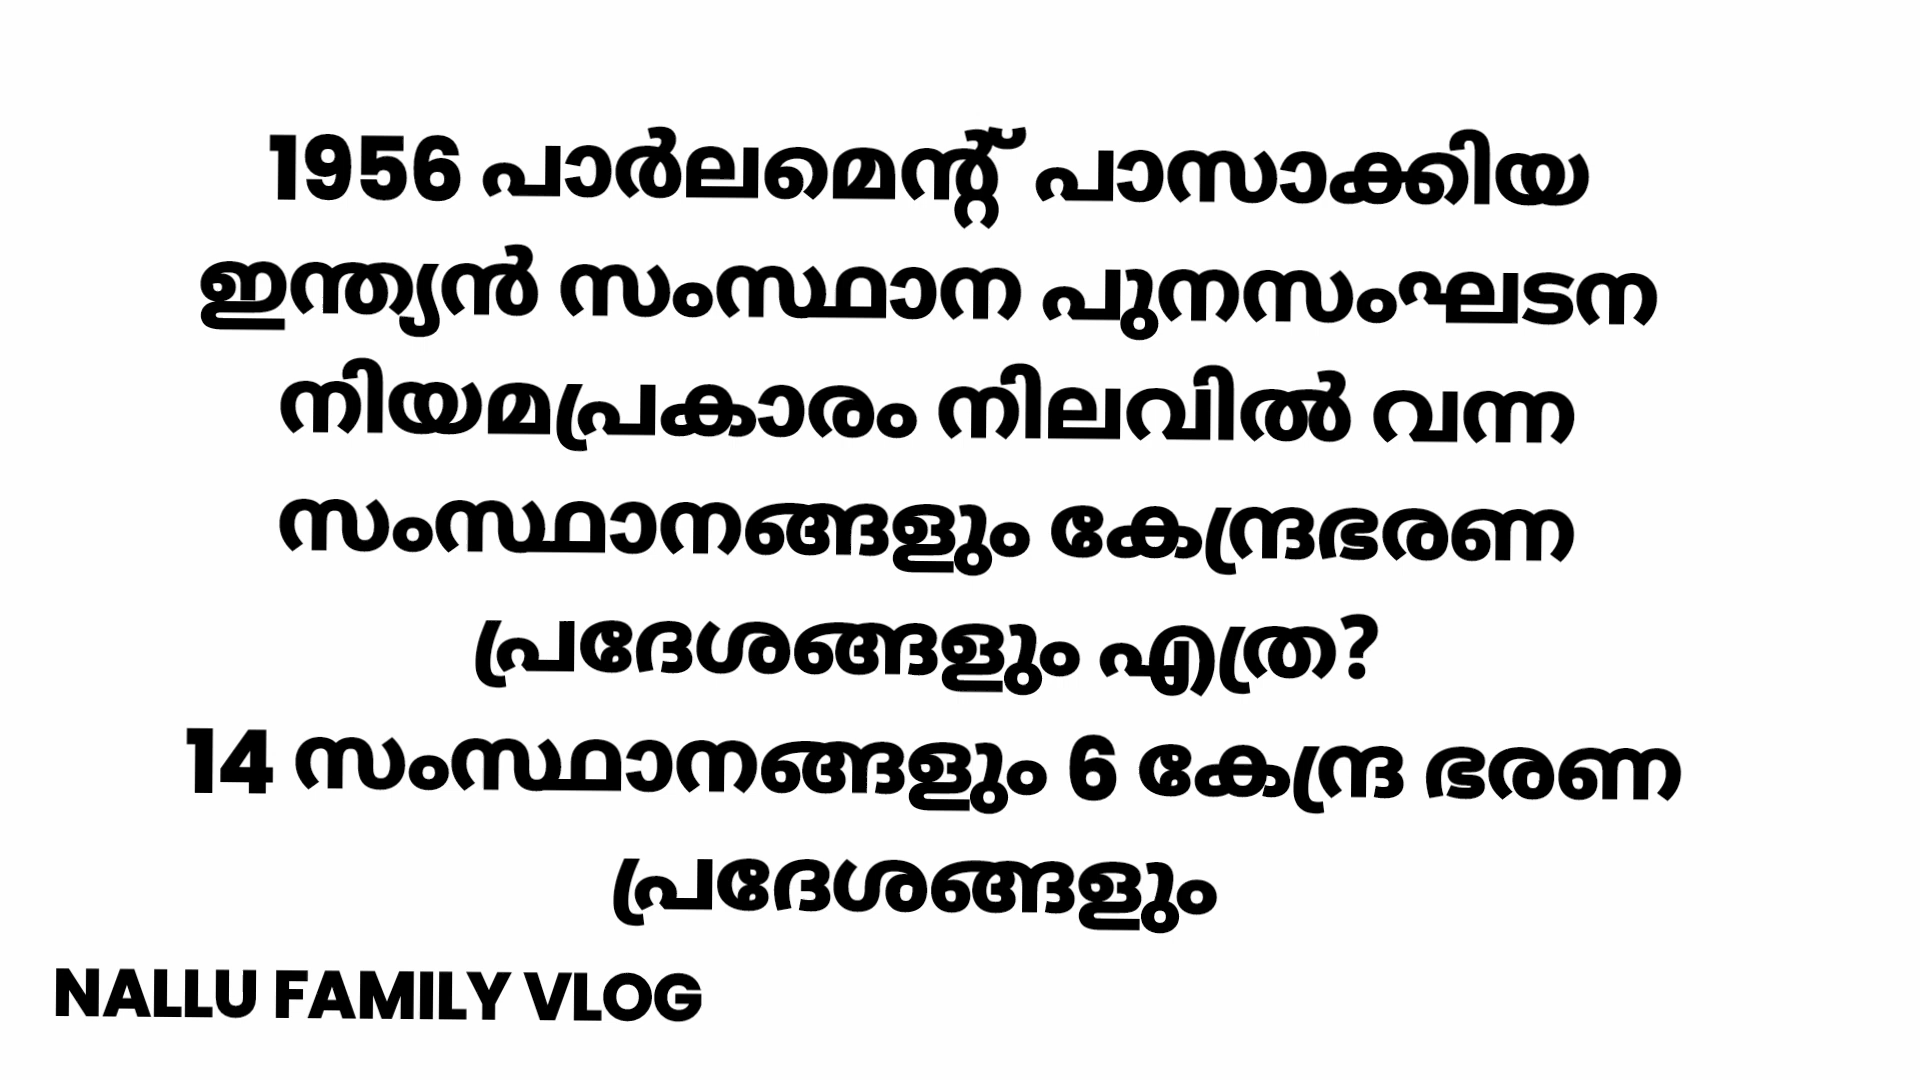 1956 പാർലമെന്റ് പാസാക്കിയ
ഇന്ത്യൻ സംസ്ഥാന പുനസംഘടന
നിയമപ്രകാരം നിലവിൽ വന്ന
സംസ്ഥാനങ്ങളും കേന്ദ്രഭരണ
പ്രദേശങ്ങളും എത്ര?
14 സംസ്ഥാനങ്ങളും 6 കേന്ദ്ര ഭരണ
പ്രദേശങ്ങളും
NALLU FAMILY VLOG